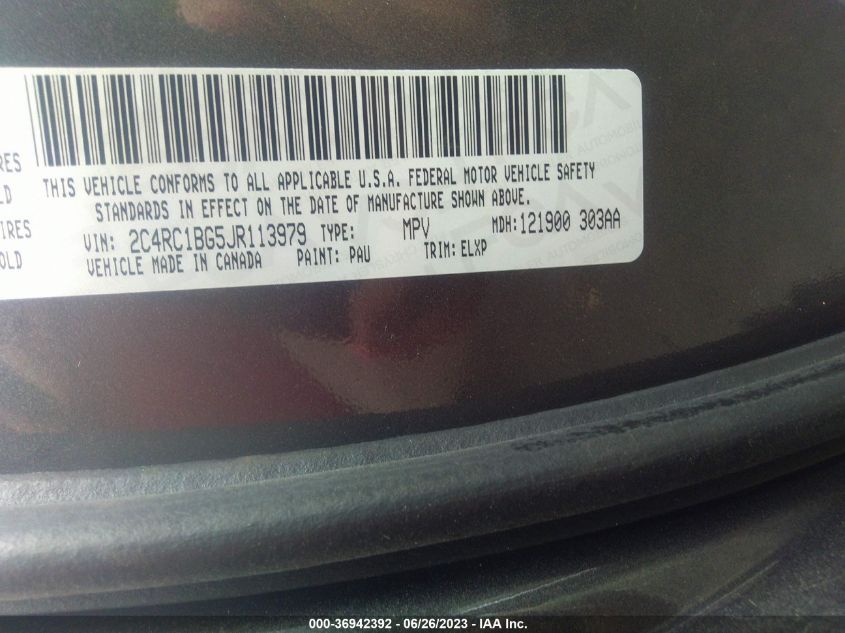 RES
LD
IRES
OLD
THIS VEHICLE CONFORMS TO ALL APPLICABLE U.S.A. FEDERAL MOTOR VEHICLE SAFETY
STANDARDS IN EFFECT ON THE DATE OF MANUFACTURE SHOWN ABOVE.
VIN: 2C4RC1BG5JR113979 TYPE: MPV MDH: 121900 303AA
VEHICLE MADE IN CANADA PAINT: PAU TRIM: ELXP
000-36942392 / 06/26/2023 - IAA Inc.